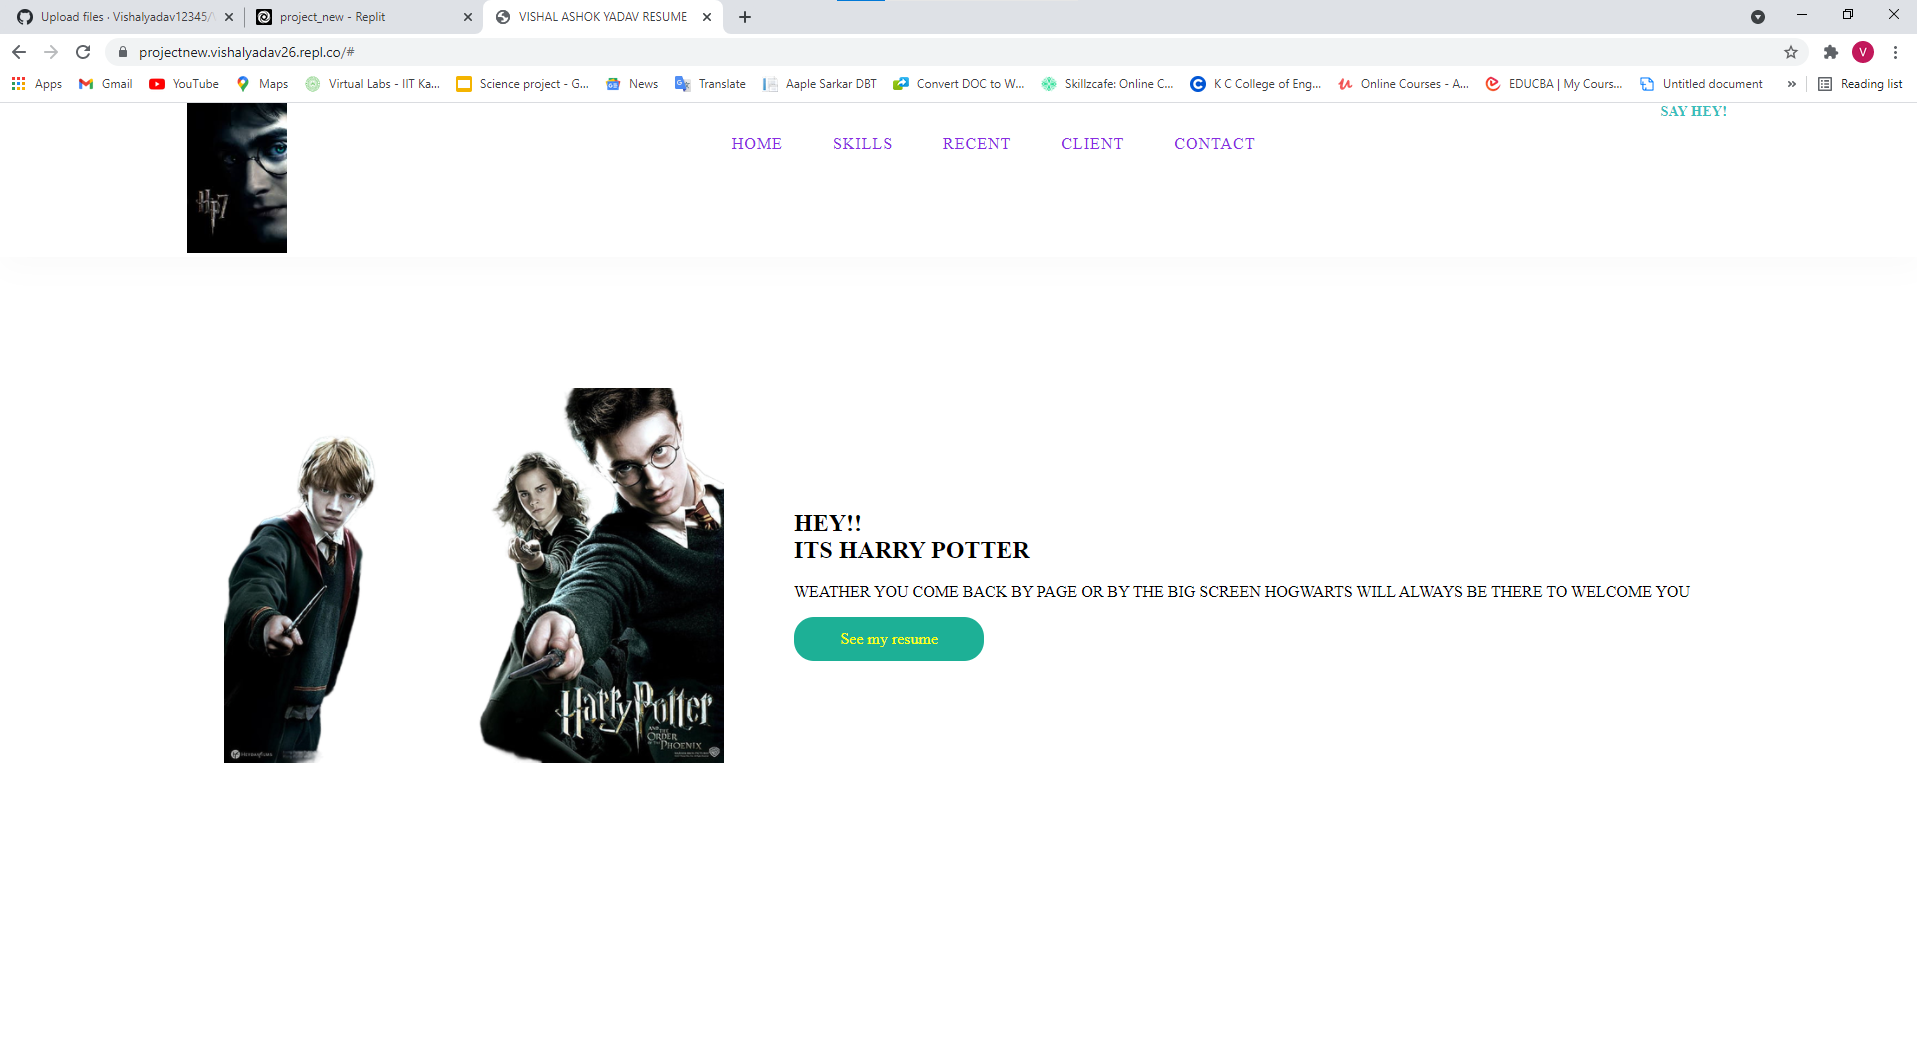 Upload files · Vishalyadav12345/
project_new - Replit
VISHAL ASHOK YADAV RESUME
projectnew.vishalyadav26.repl.co/#
V
Apps Gmail YouTube Maps Virtual Labs - IIT Ka... Science project - G... News Translate Aaple Sarkar DBT Convert DOC to W... Skillzcafe: Online C... K C College of Eng... Online Courses - A... EDUCBA | My Cours... Untitled document » Reading list
SAY HEY!
HOME SKILLS RECENT CLIENT CONTACT
Hp7
HEY!!
ITS HARRY POTTER
WEATHER YOU COME BACK BY PAGE OR BY THE BIG SCREEN HOGWARTS WILL ALWAYS BE THERE TO WELCOME YOU
See my resume
Harry Potter
AND THE
ORDER
OF THE PHOENIX